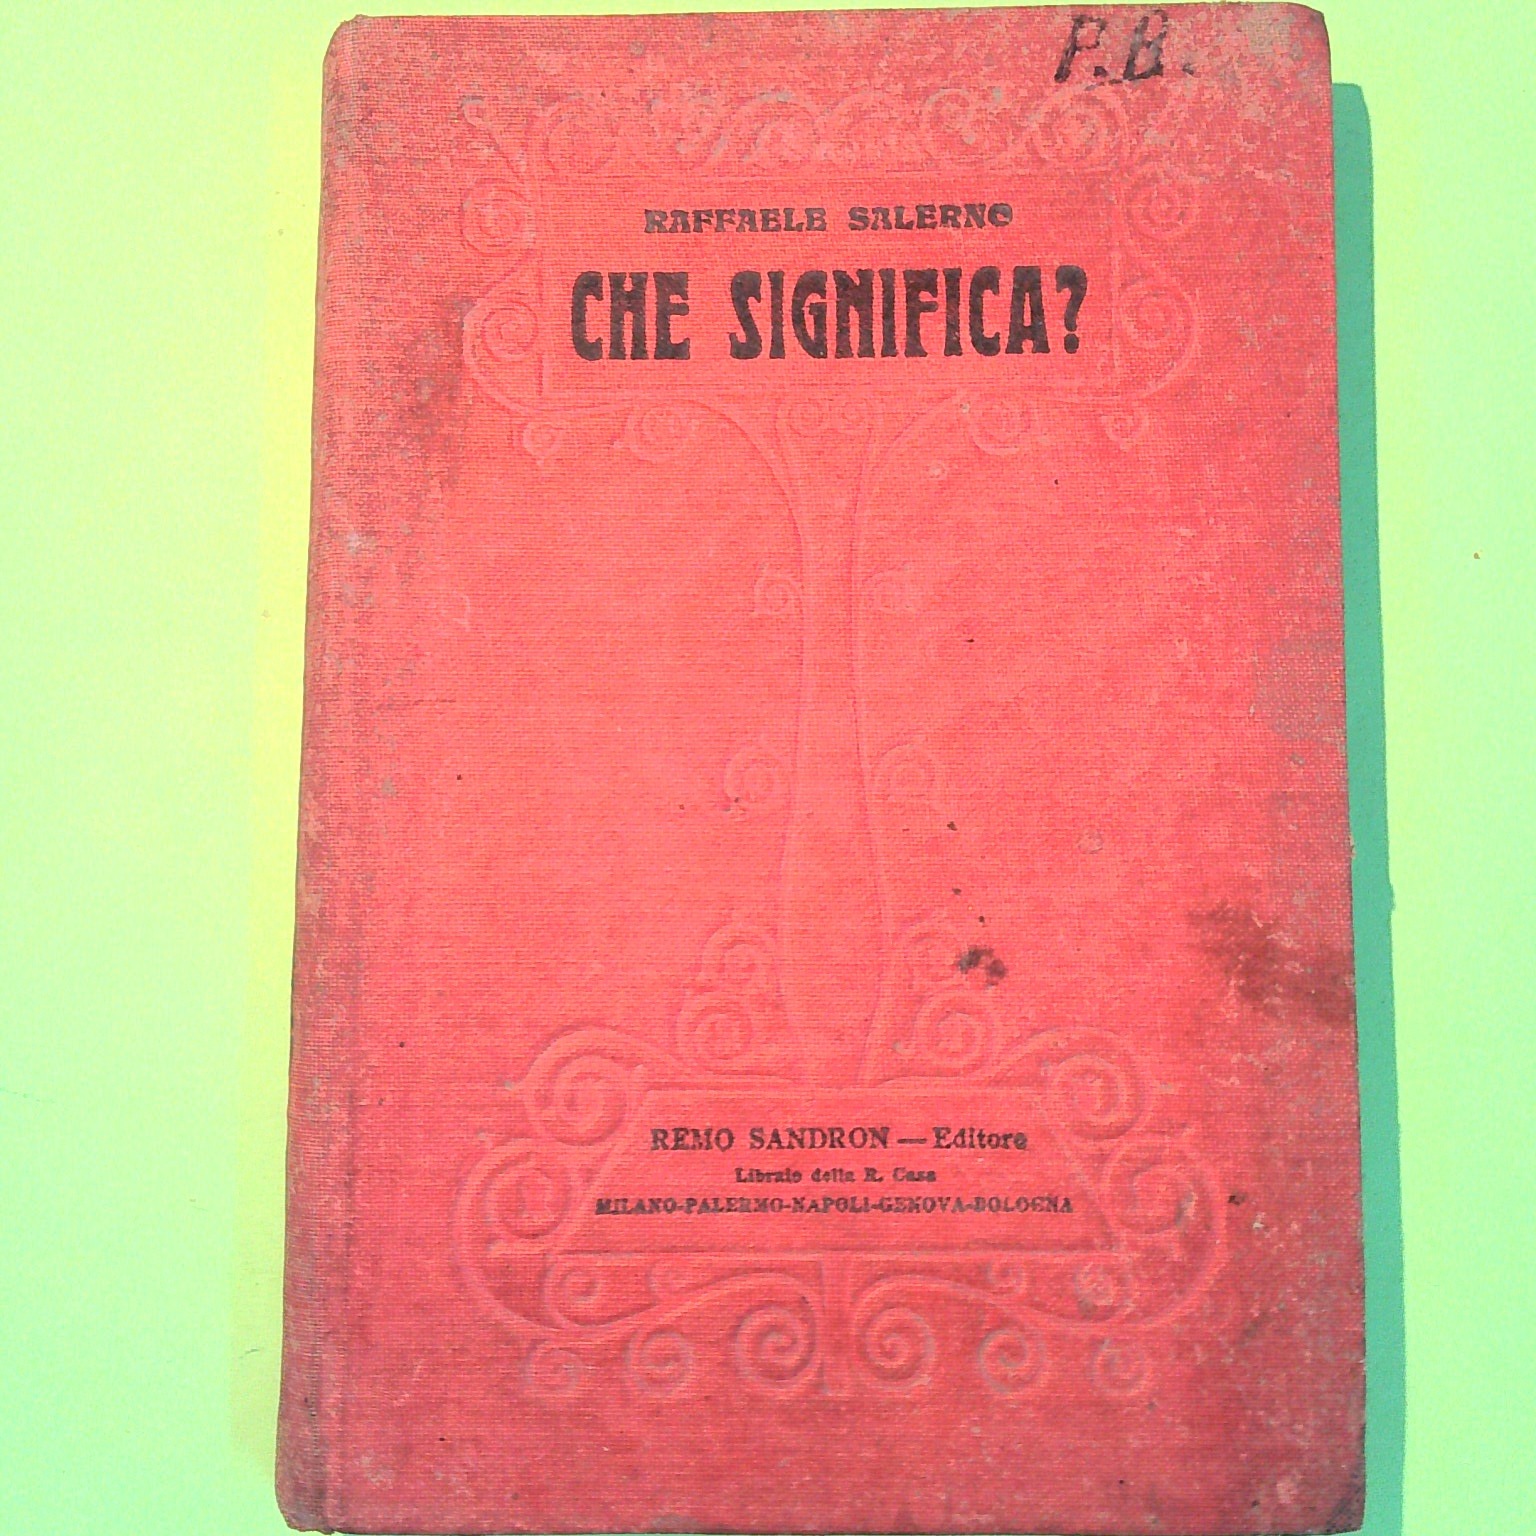 P.B.
RAFFAELE SALERNO
CHE SIGNIFICA?
REMO SANDRON — Editore
Libraio della R. Casa
MILANO-PALERMO-NAPOLI-GENOVA-BOLOGNA